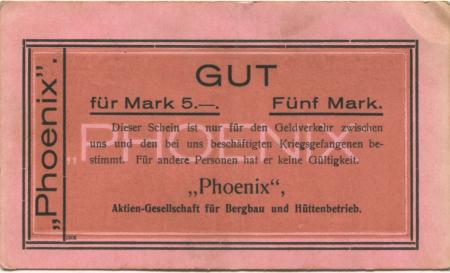 „Phoenix".
GUT
für Mark 5.—. Fünf Mark.
„PHOENIX"
Dieser Schein ist nur für den Geldverkehr zwischen
uns und den bei uns beschäftigten Kriegsgefangenen be-
stimmt. Für andere Personen hat er keine Gültigkeit.
„Phoenix",
Aktien-Gesellschaft für Bergbau und Hüttenbetrieb.